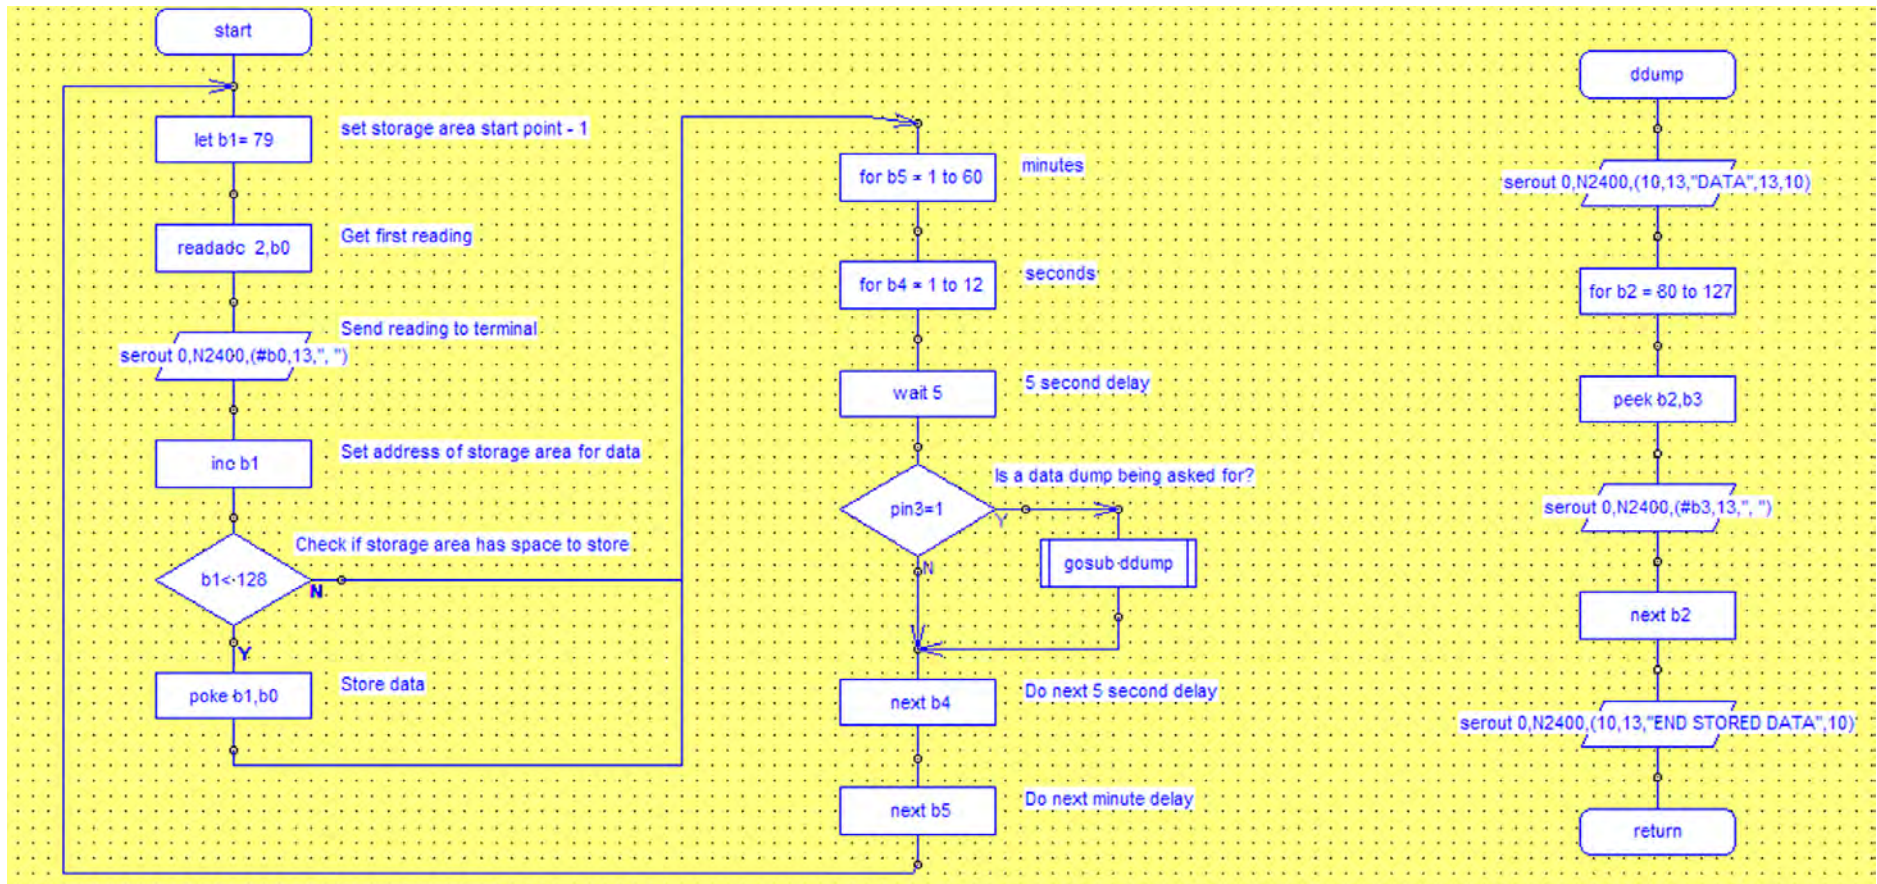 start
let b1= 79
set storage area start point - 1
readadc 2,b0
Get first reading
Send reading to terminal
serout 0,N2400,(#b0,13,", ")
inc b1
Set address of storage area for data
Check if storage area has space to store
b1< 128
N
Y
poke b1,b0
Store data
for b5 = 1 to 60
minutes
for b4 = 1 to 12
seconds
wait 5
5 second delay
Is a data dump being asked for?
pin3=1
Y
gosub ddump
N
next b4
Do next 5 second delay
next b5
Do next minute delay
ddump
serout 0,N2400,(10,13,"DATA",13,10)
for b2 = 80 to 127
peek b2,b3
serout 0,N2400,(#b3,13,", ")
next b2
serout 0,N2400,(10,13,"END STORED DATA",10)
return